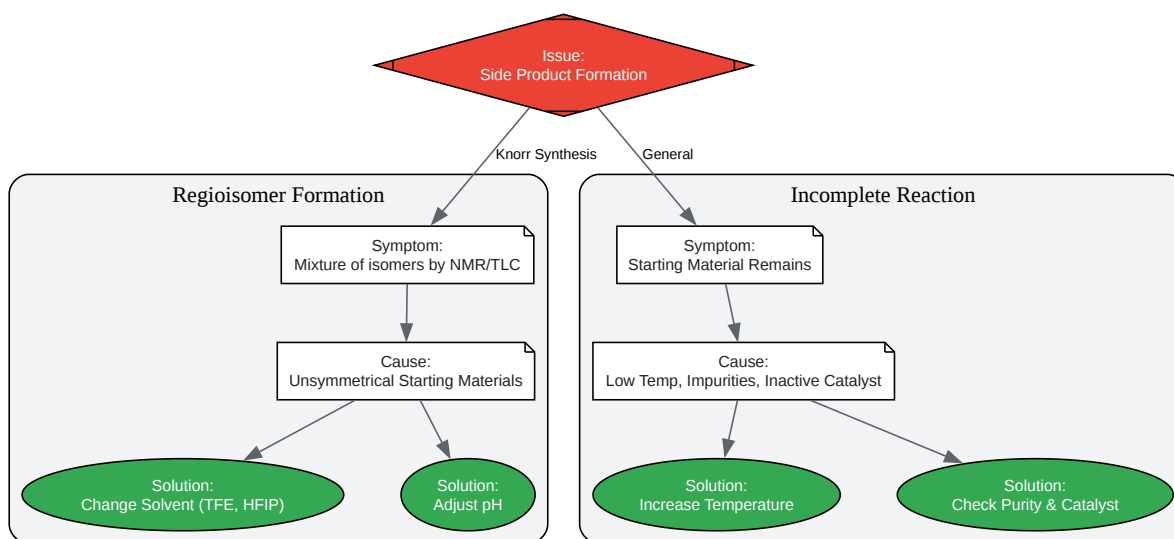 Issue:
Side Product Formation
Knorr Synthesis
General
Regioisomer Formation
Symptom:
Mixture of isomers by NMR/TLC
Cause:
Unsymmetrical Starting Materials
Solution:
Change Solvent (TFE, HFIP)
Solution:
Adjust pH
Incomplete Reaction
Symptom:
Starting Material Remains
Cause:
Low Temp, Impurities, Inactive Catalyst
Solution:
Increase Temperature
Solution:
Check Purity & Catalyst